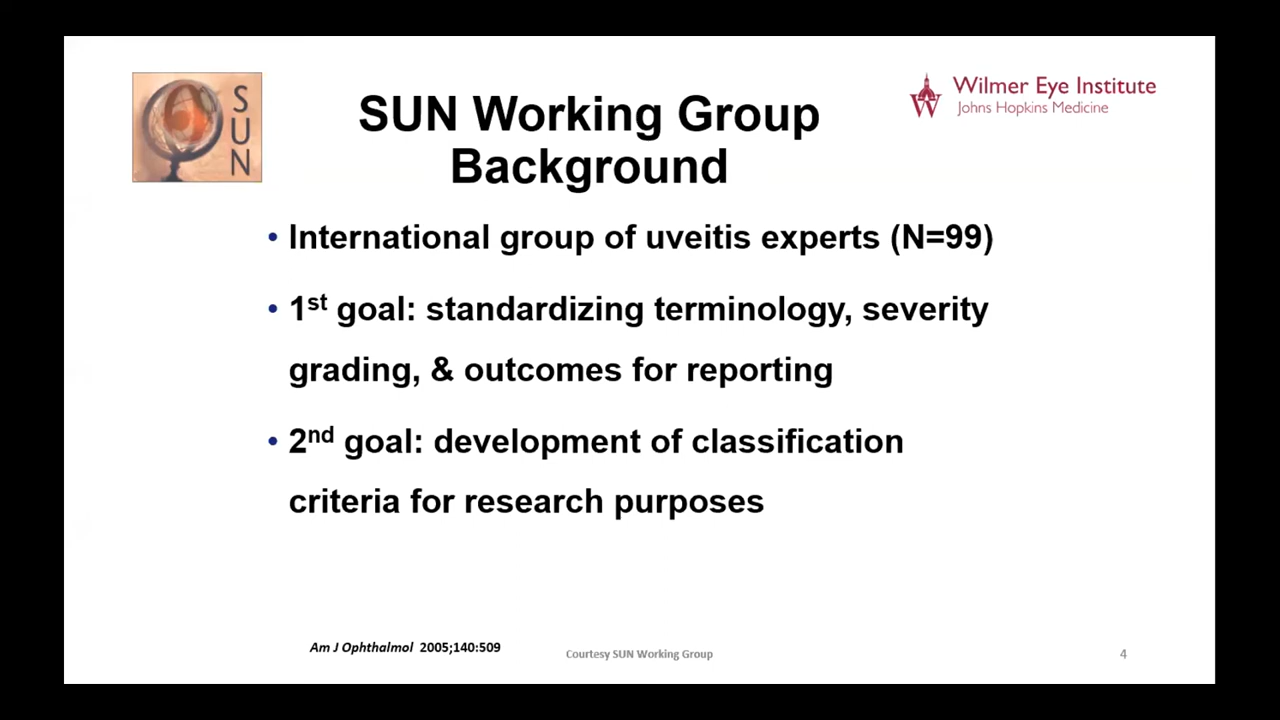 SUN
Wilmer Eye Institute
Johns Hopkins Medicine
SUN Working Group
Background
• International group of uveitis experts (N=99)
• 1st goal: standardizing terminology, severity
grading, & outcomes for reporting
• 2nd goal: development of classification
criteria for research purposes
Am J Ophthalmol 2005;140:509
Courtesy SUN Working Group
4